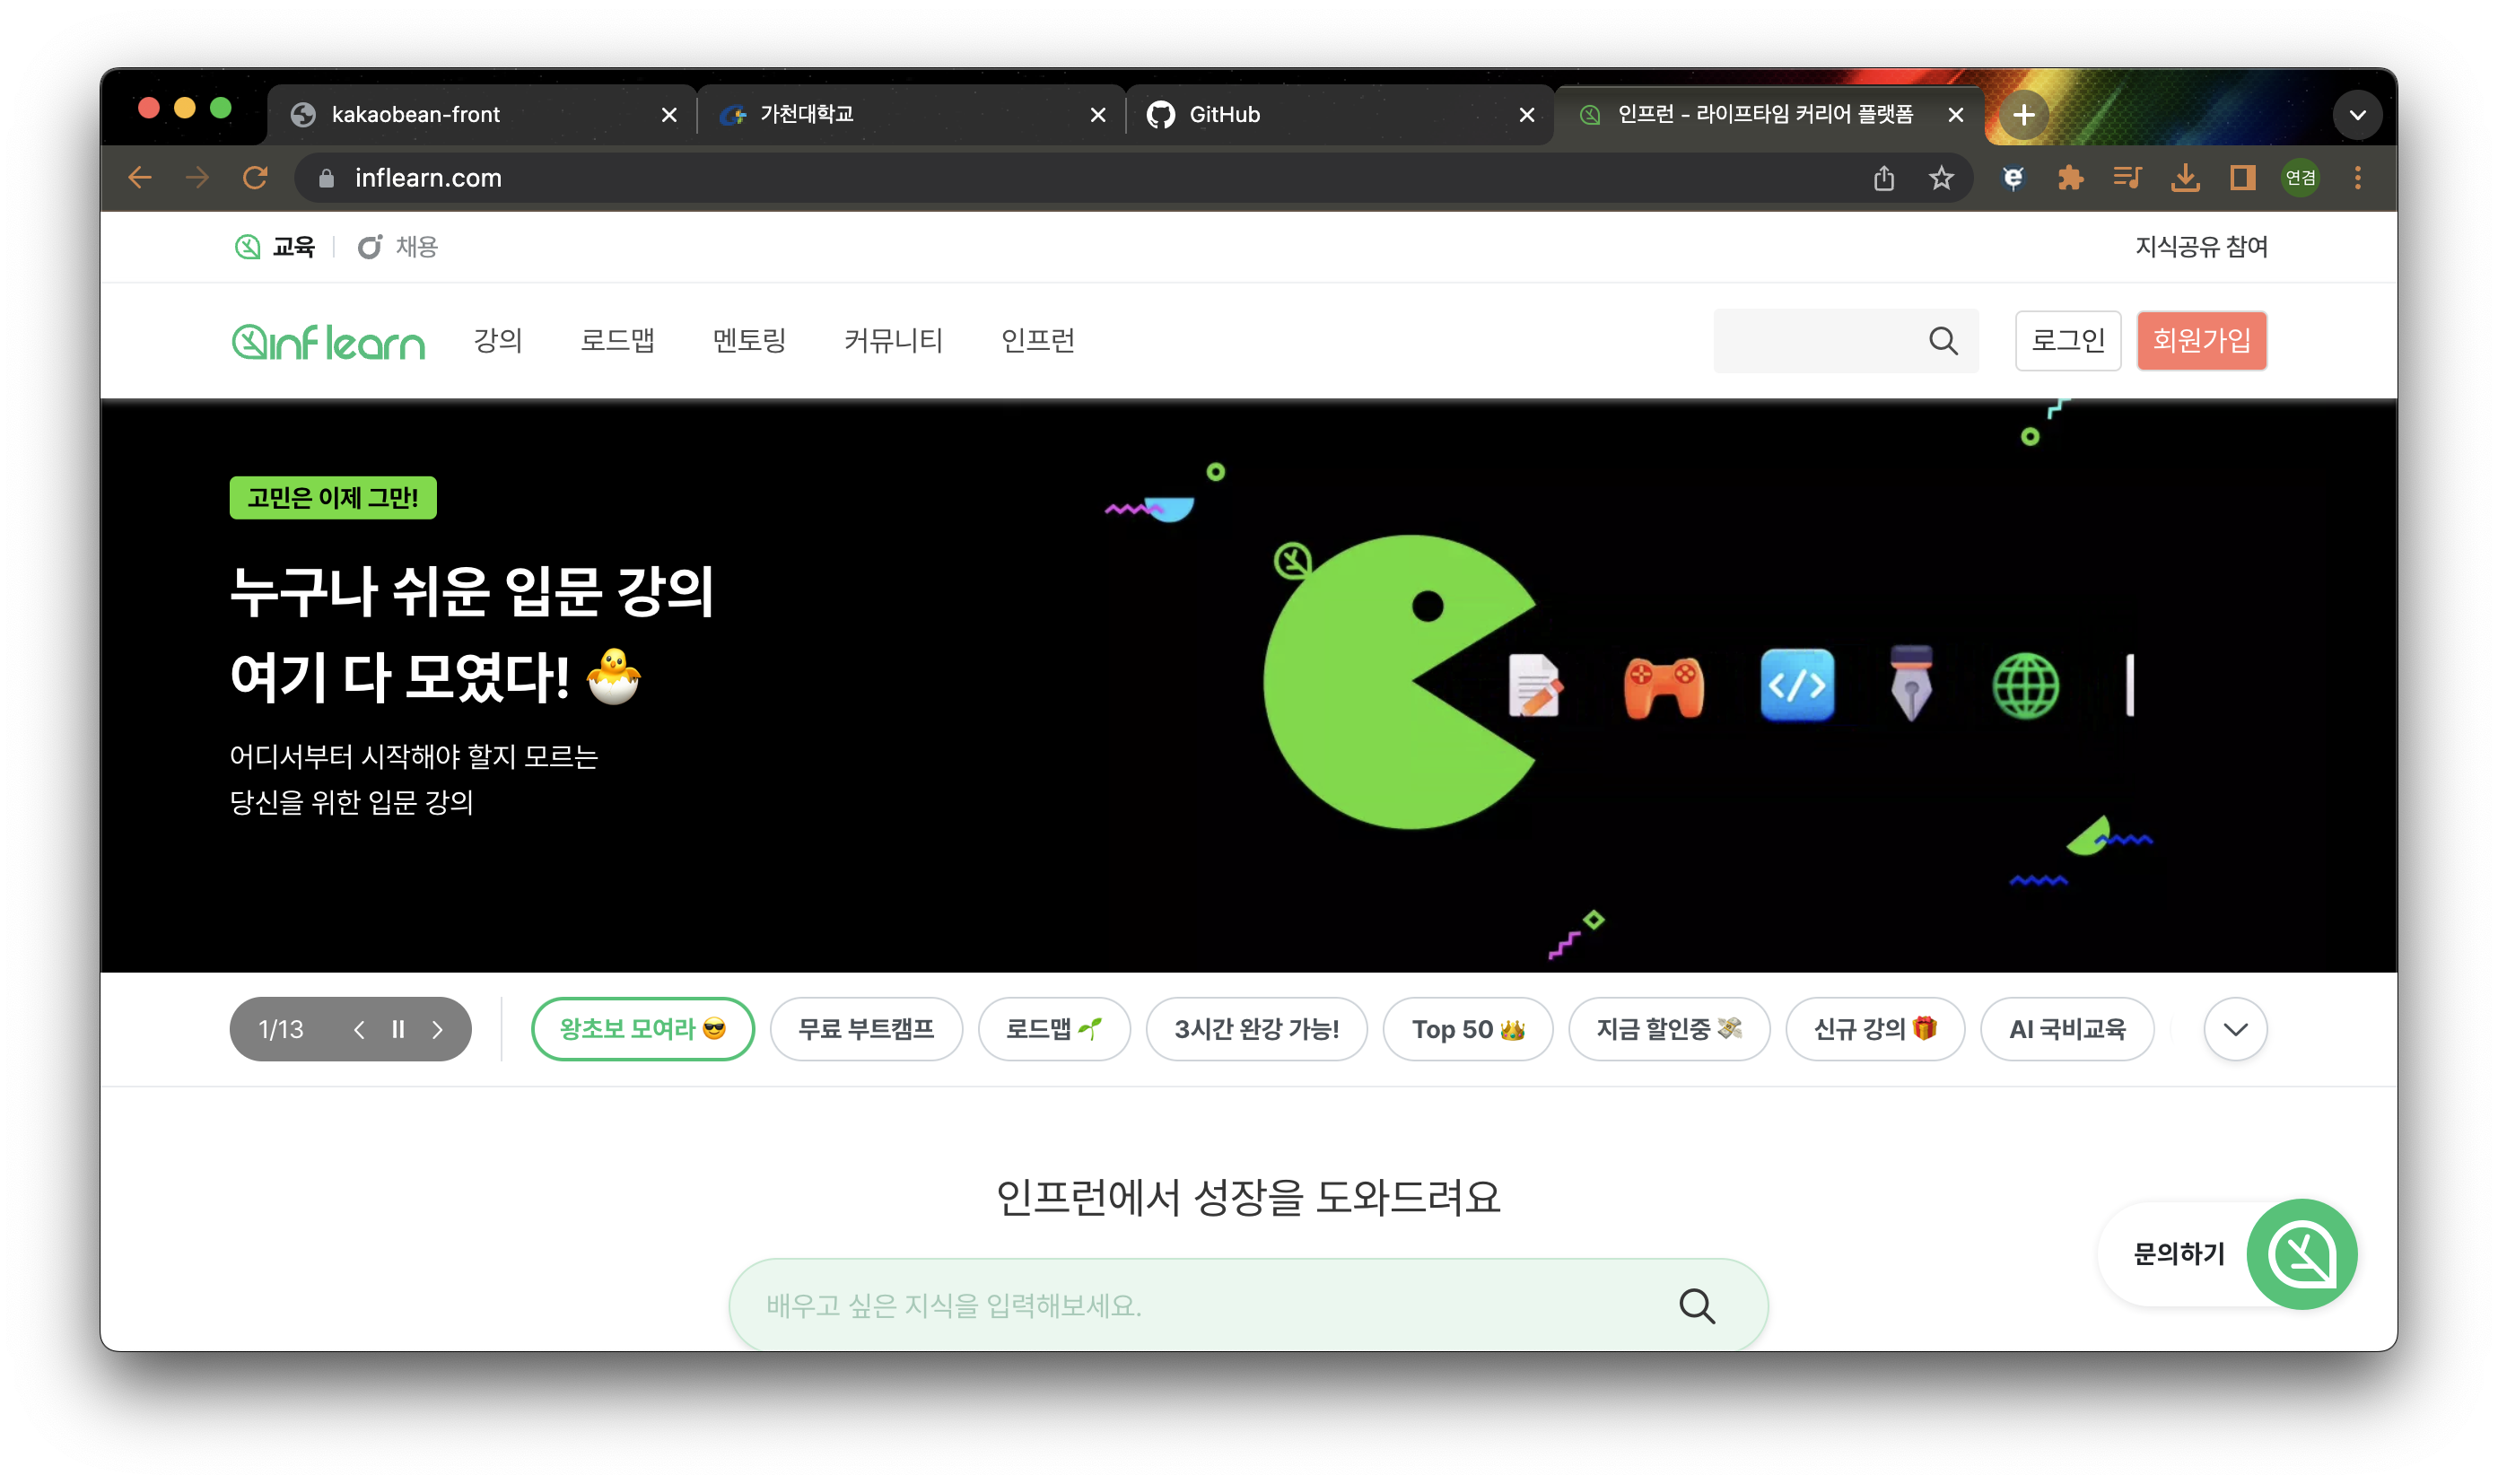 kakaobean-front
가천대학교
GitHub
인프런 - 라이프타임 커리어 플랫폼
inflearn.com
연겸
교육
채용
지식공유 참여
inflearn
강의
로드맵
멘토링
커뮤니티
인프런
로그인
회원가입
고민은 이제 그만!
누구나 쉬운 입문 강의
여기 다 모였다! 🐣
어디서부터 시작해야 할지 모르는
당신을 위한 입문 강의
1/13
왕초보 모여라 😎
무료 부트캠프
로드맵 🌱
3시간 완강 가능!
Top 50 👑
지금 할인중 💸
신규 강의 🎁
AI 국비교육
인프런에서 성장을 도와드려요
배우고 싶은 지식을 입력해보세요.
문의하기